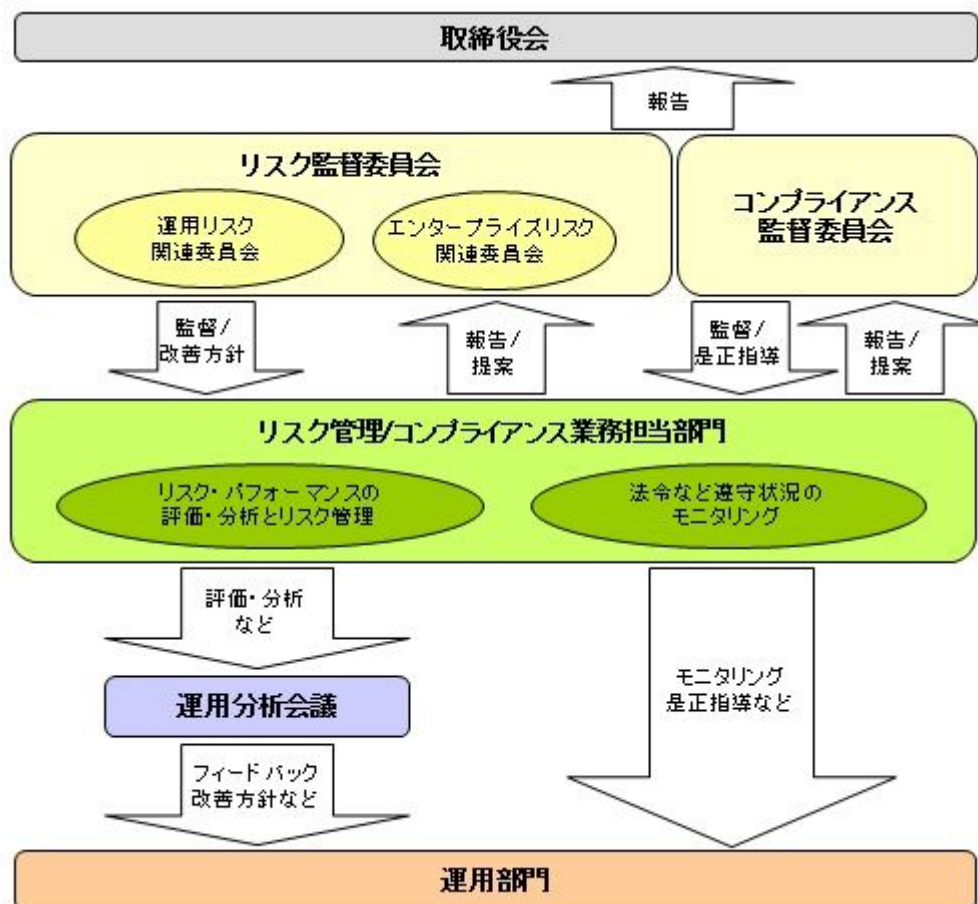 取締役会
報告
リスク監督委員会
運用リスク
関連委員会
エンタープライズリスク
関連委員会
コンプライアンス
監督委員会
監督/
改善方針
報告/
提案
監督/
是正指導
報告/
提案
リスク管理/コンプライアンス業務担当部門
リスク・パフォーマンスの
評価・分析とリスク管理
法令など遵守状況の
モニタリング
評価・分析
など
運用分析会議
モニタリング
是正指導など
フィードバック
改善方針など
運用部門